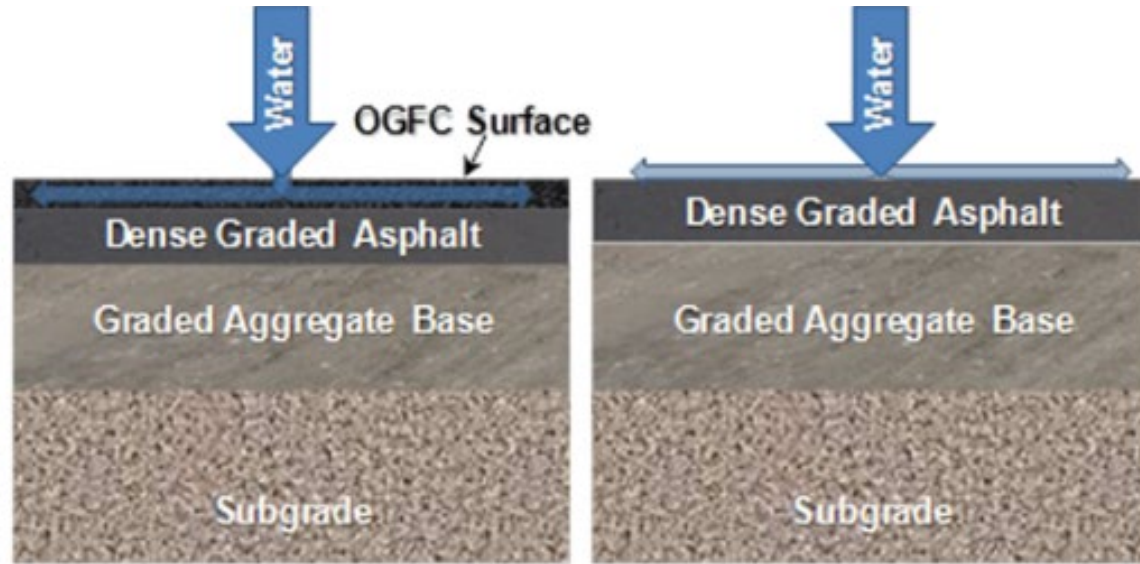 Water
OGFC Surface
Dense Graded Asphalt
Graded Aggregate Base
Subgrade
Water
Dense Graded Asphalt
Graded Aggregate Base
Subgrade